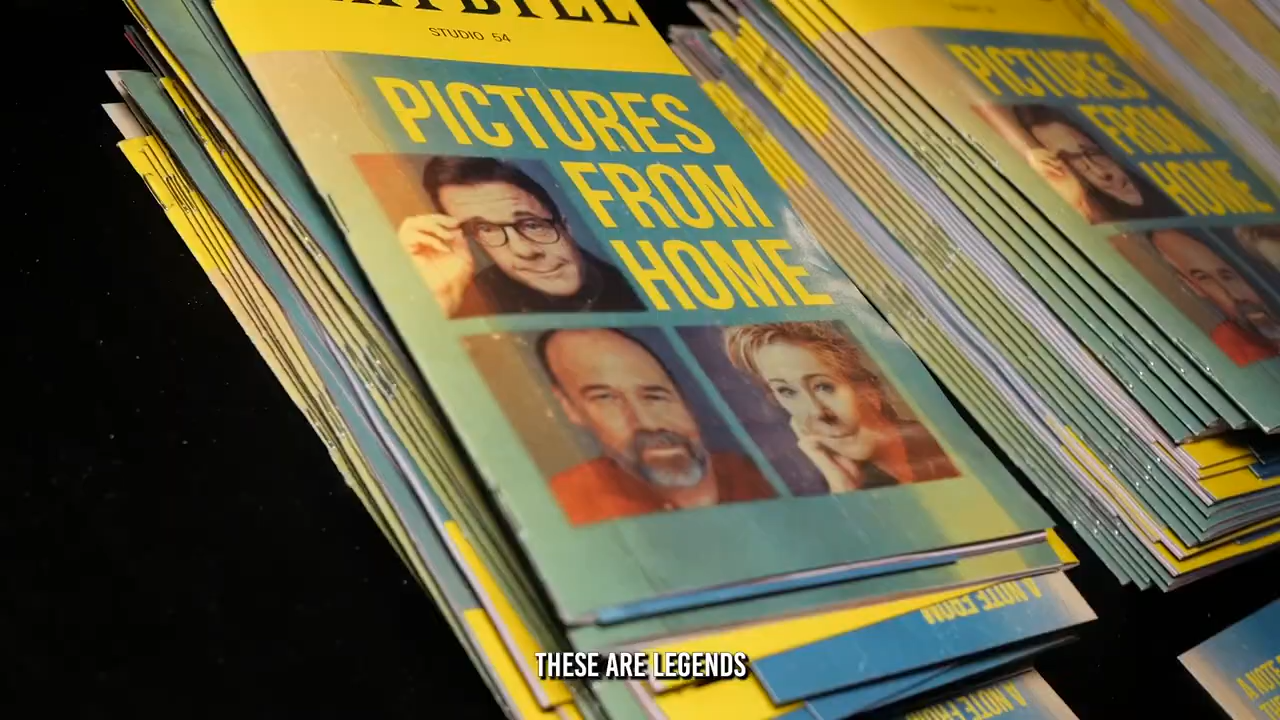 STUDIO 54
PICTURES
FROM
HOME
PICTURES
FROM
HOME
A NOTE FROM
THESE ARE LEGENDS